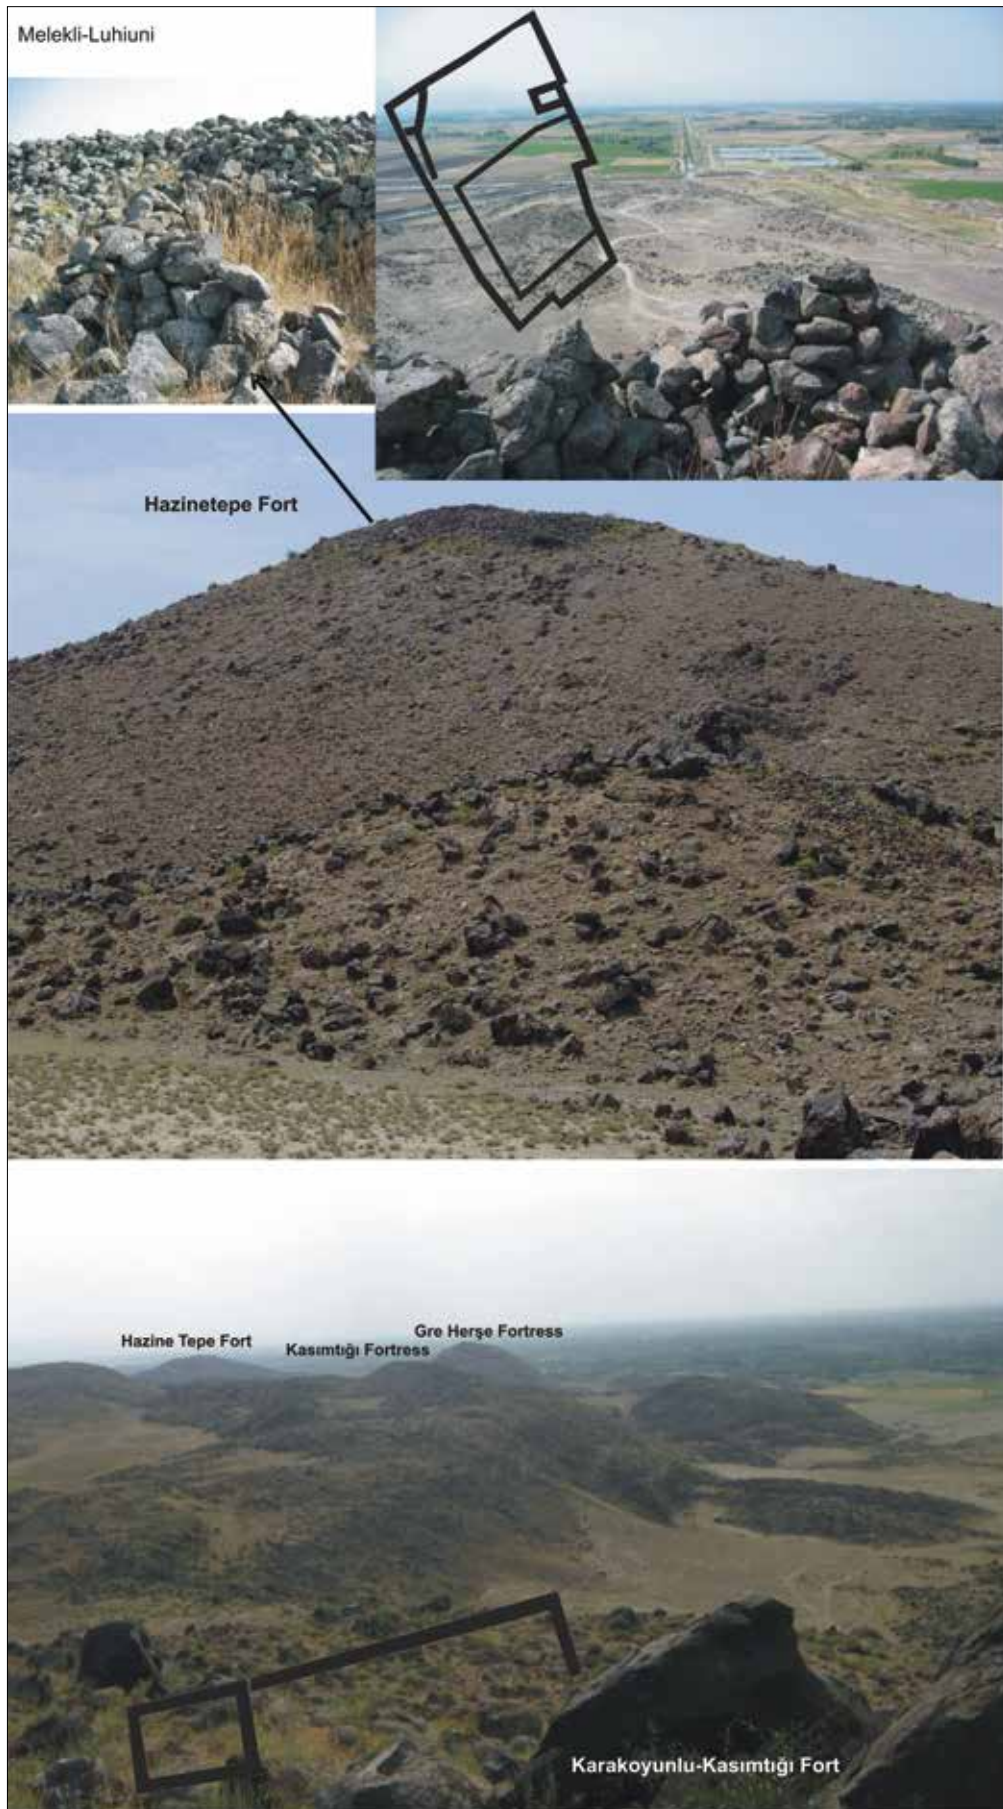 Melekli-Luhiuni
Hazinetepe Fort
Gre Herşe Fortress
Hazine Tepe Fort
Kasımtığı Fortress
Karakoyunlu-Kasımtığı Fort